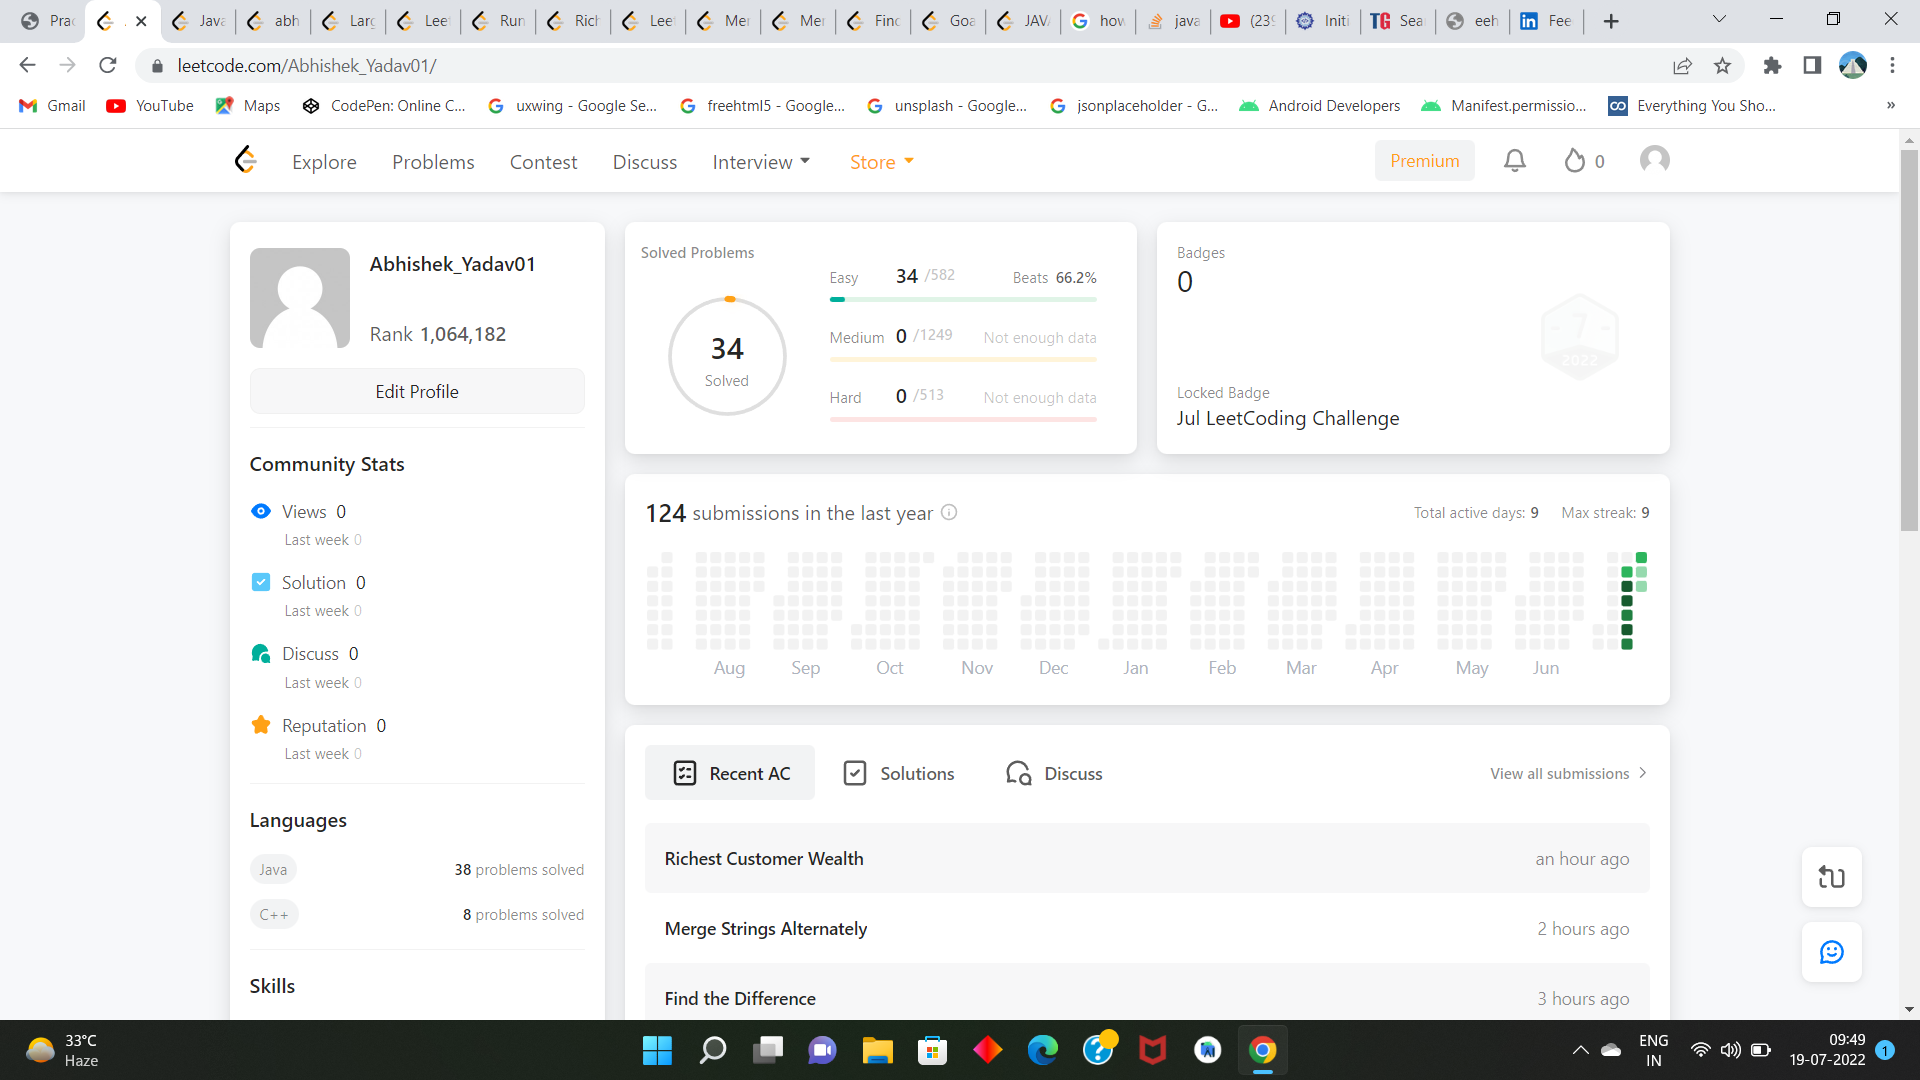 Pra
Java
abh
Larg
Leet
Run
Rich
Leet
Mer
Mer
Find
Goa
JAVA
how
java
(239
Initi
TG Sea
eeh
Fee
leetcode.com/Abhishek_Yadav01/
Gmail
YouTube
Maps
CodePen: Online C...
uxwing - Google Se...
freehtml5 - Google...
unsplash - Google...
jsonplaceholder - G...
Android Developers
Manifest.permissio...
Everything You Sho...
»
Explore
Problems
Contest
Discuss
Interview
Store
Premium
0
Abhishek_Yadav01
Rank 1,064,182
Edit Profile
Community Stats
Views 0
Last week 0
Solution 0
Last week 0
Discuss 0
Last week 0
Reputation 0
Last week 0
Languages
Java 38 problems solved
C++ 8 problems solved
Skills
Solved Problems
34
Solved
Easy 34 /582 Beats 66.2%
Medium 0 /1249 Not enough data
Hard 0 /513 Not enough data
Badges
0
7
2022
Locked Badge
Jul LeetCoding Challenge
124 submissions in the last year
Total active days: 9 Max streak: 9
Aug Sep Oct Nov Dec Jan Feb Mar Apr May Jun
Recent AC
Solutions
Discuss
View all submissions
Richest Customer Wealth an hour ago
Merge Strings Alternately 2 hours ago
Find the Difference 3 hours ago
33°C
Haze
ENG
IN
09:49
19-07-2022
1